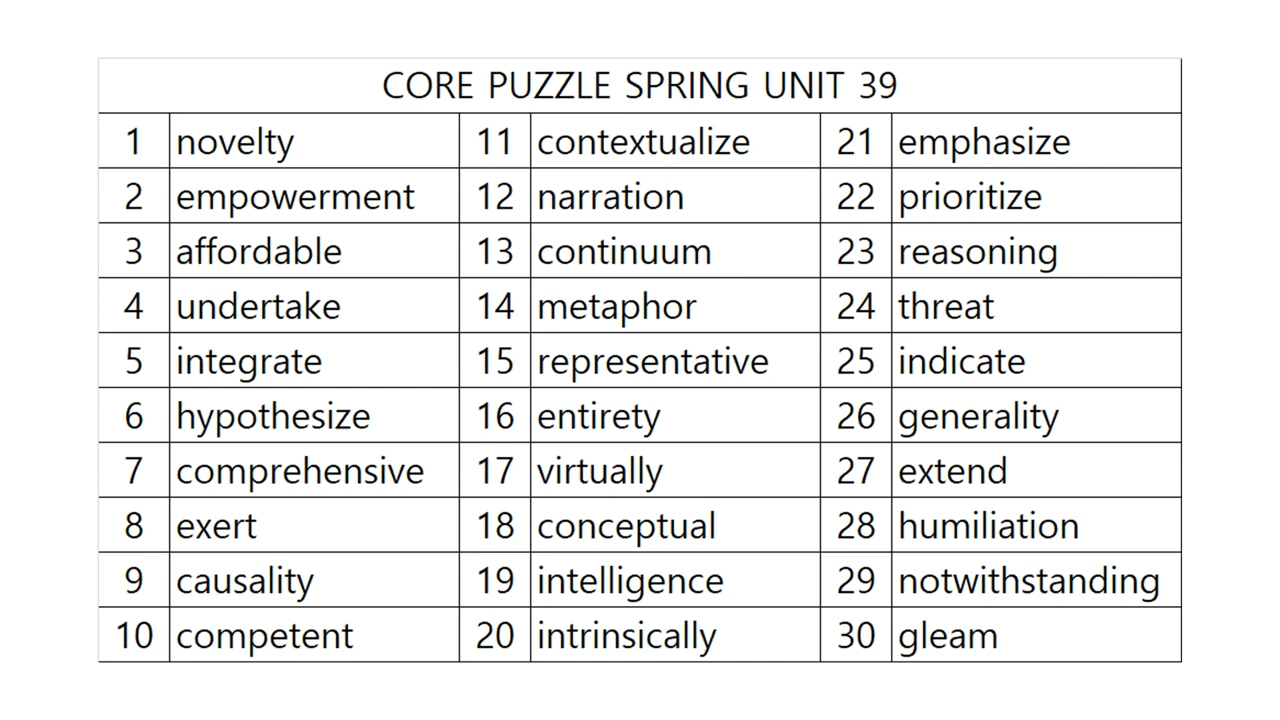 CORE PUZZLE SPRING UNIT 39
1 novelty 11 contextualize 21 emphasize
2 empowerment 12 narration 22 prioritize
3 affordable 13 continuum 23 reasoning
4 undertake 14 metaphor 24 threat
5 integrate 15 representative 25 indicate
6 hypothesize 16 entirety 26 generality
7 comprehensive 17 virtually 27 extend
8 exert 18 conceptual 28 humiliation
9 causality 19 intelligence 29 notwithstanding
10 competent 20 intrinsically 30 gleam